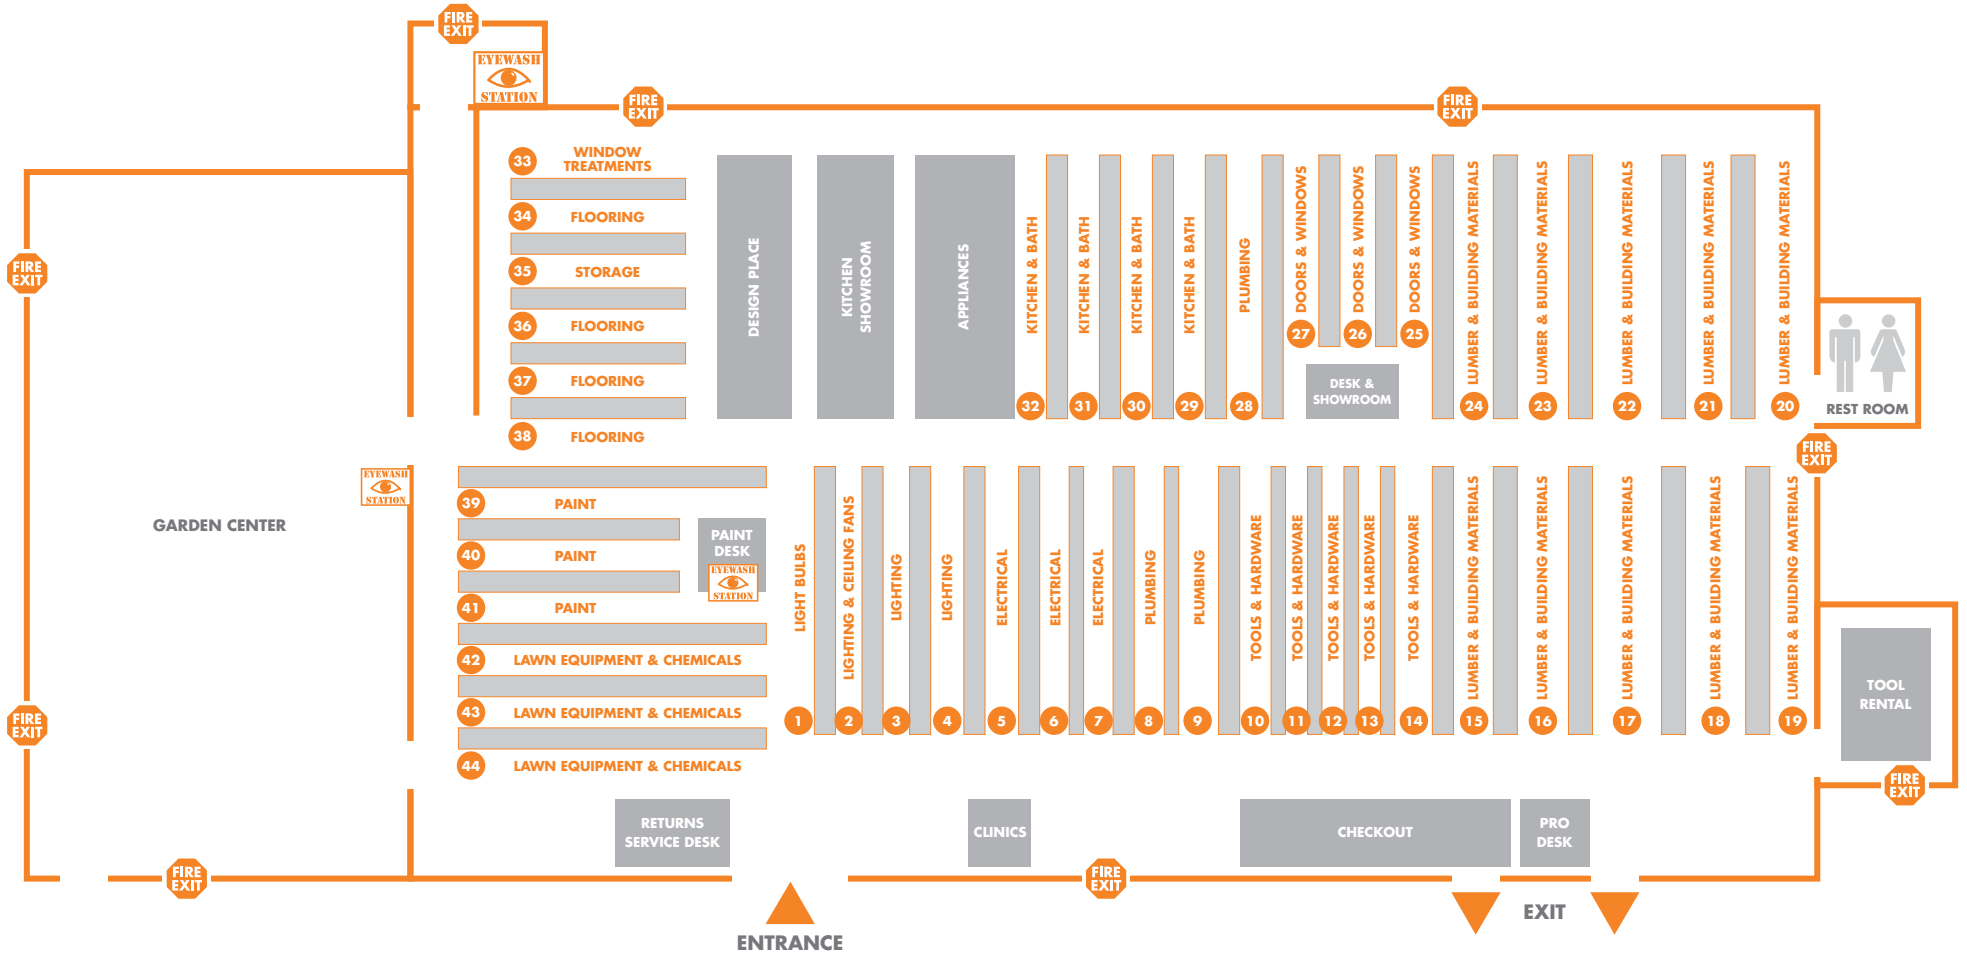 FIRE
EXIT
EYEWASH
STATION
FIRE
EXIT
FIRE
EXIT
33 WINDOW
TREATMENTS
34 FLOORING
35 STORAGE
36 FLOORING
37 FLOORING
38 FLOORING
DESIGN PLACE
KITCHEN
SHOWROOM
APPLIANCES
KITCHEN & BATH 32
KITCHEN & BATH 31
KITCHEN & BATH 30
KITCHEN & BATH 29
PLUMBING 28
DOORS & WINDOWS 27
DOORS & WINDOWS 26
DOORS & WINDOWS 25
DESK &
SHOWROOM
LUMBER & BUILDING MATERIALS 24
LUMBER & BUILDING MATERIALS 23
LUMBER & BUILDING MATERIALS 22
LUMBER & BUILDING MATERIALS 21
LUMBER & BUILDING MATERIALS 20
REST ROOM
FIRE
EXIT
FIRE
EXIT
GARDEN CENTER
EYEWASH
STATION
39 PAINT
40 PAINT
41 PAINT
42 LAWN EQUIPMENT & CHEMICALS
43 LAWN EQUIPMENT & CHEMICALS
44 LAWN EQUIPMENT & CHEMICALS
PAINT
DESK
EYEWASH
STATION
LIGHT BULBS 1
LIGHTING & CEILING FANS 2
LIGHTING 3
LIGHTING 4
ELECTRICAL 5
ELECTRICAL 6
ELECTRICAL 7
PLUMBING 8
PLUMBING 9
TOOLS & HARDWARE 10
TOOLS & HARDWARE 11
TOOLS & HARDWARE 12
TOOLS & HARDWARE 13
TOOLS & HARDWARE 14
LUMBER & BUILDING MATERIALS 15
LUMBER & BUILDING MATERIALS 16
LUMBER & BUILDING MATERIALS 17
LUMBER & BUILDING MATERIALS 18
LUMBER & BUILDING MATERIALS 19
TOOL
RENTAL
FIRE
EXIT
FIRE
EXIT
RETURNS
SERVICE DESK
CLINICS
CHECKOUT
PRO
DESK
FIRE
EXIT
FIRE
EXIT
ENTRANCE
EXIT